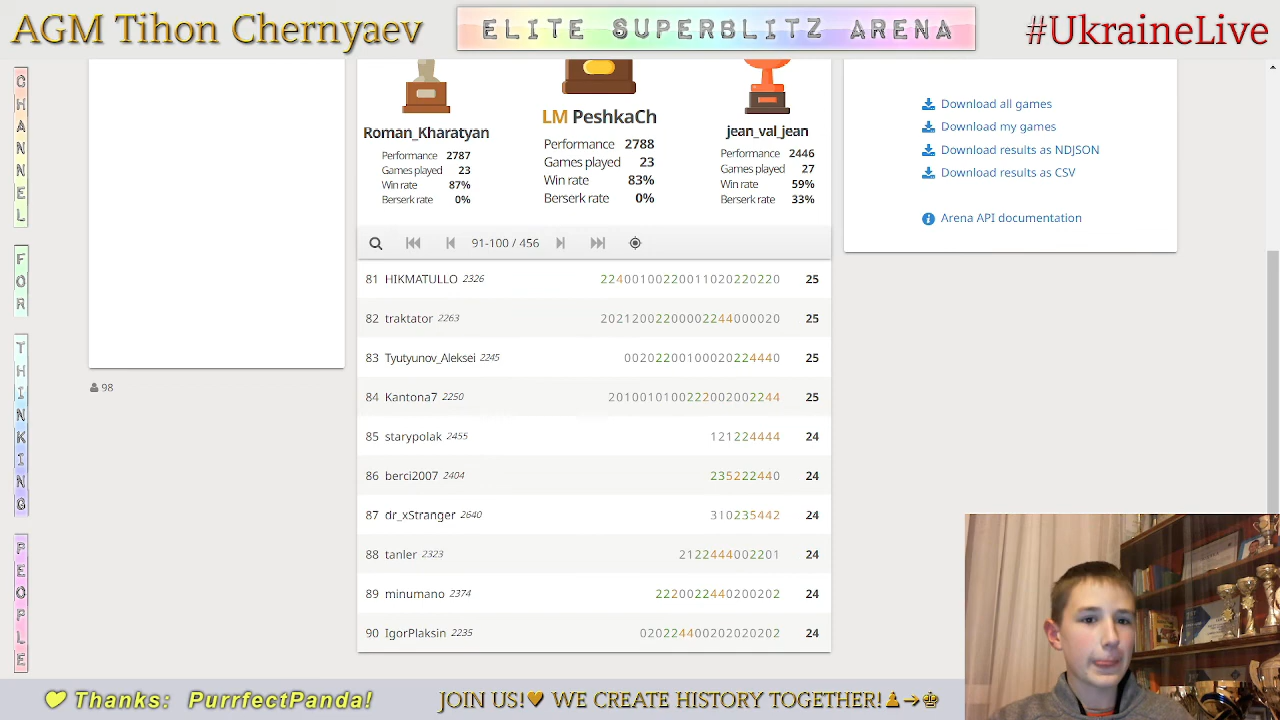 AGM Tihon Chernyaev
ELITE SUPERBLITZ ARENA
#UkraineLive
CHANNEL
FOR
THINKING
PEOPLE
98
Roman_Kharatyan
Performance 2787
Games played 23
Win rate 87%
Berserk rate 0%
LM PeshkaCh
Performance 2788
Games played 23
Win rate 83%
Berserk rate 0%
jean_val_jean
Performance 2446
Games played 27
Win rate 59%
Berserk rate 33%
91-100 / 456
81 HIKMATULLO 2326 22400100220011020220220 25
82 traktator 2263 20212002200002244000020 25
83 Tyutyunov_Aleksei 2245 00202200100020224440 25
84 Kantona7 2250 2010010100222002002244 25
85 starypolak 2455 121224444 24
86 berci2007 2404 235222440 24
87 dr_xStranger 2640 310235442 24
88 tanler 2323 2122444002201 24
89 minumano 2374 2220022440200202 24
90 IgorPlaksin 2235 020224400202020202 24
Download all games
Download my games
Download results as NDJSON
Download results as CSV
Arena API documentation
Thanks: PurrfectPanda!
JOIN US!🧡 WE CREATE HISTORY TOGETHER!♟→♚